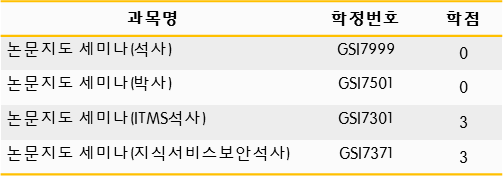 과목명 학정번호 학점
논문지도 세미나(석사) GSI7999 0
논문지도 세미나(박사) GSI7501 0
논문지도 세미나(ITMS석사) GSI7301 3
논문지도 세미나(지식서비스보안석사) GSI7371 3